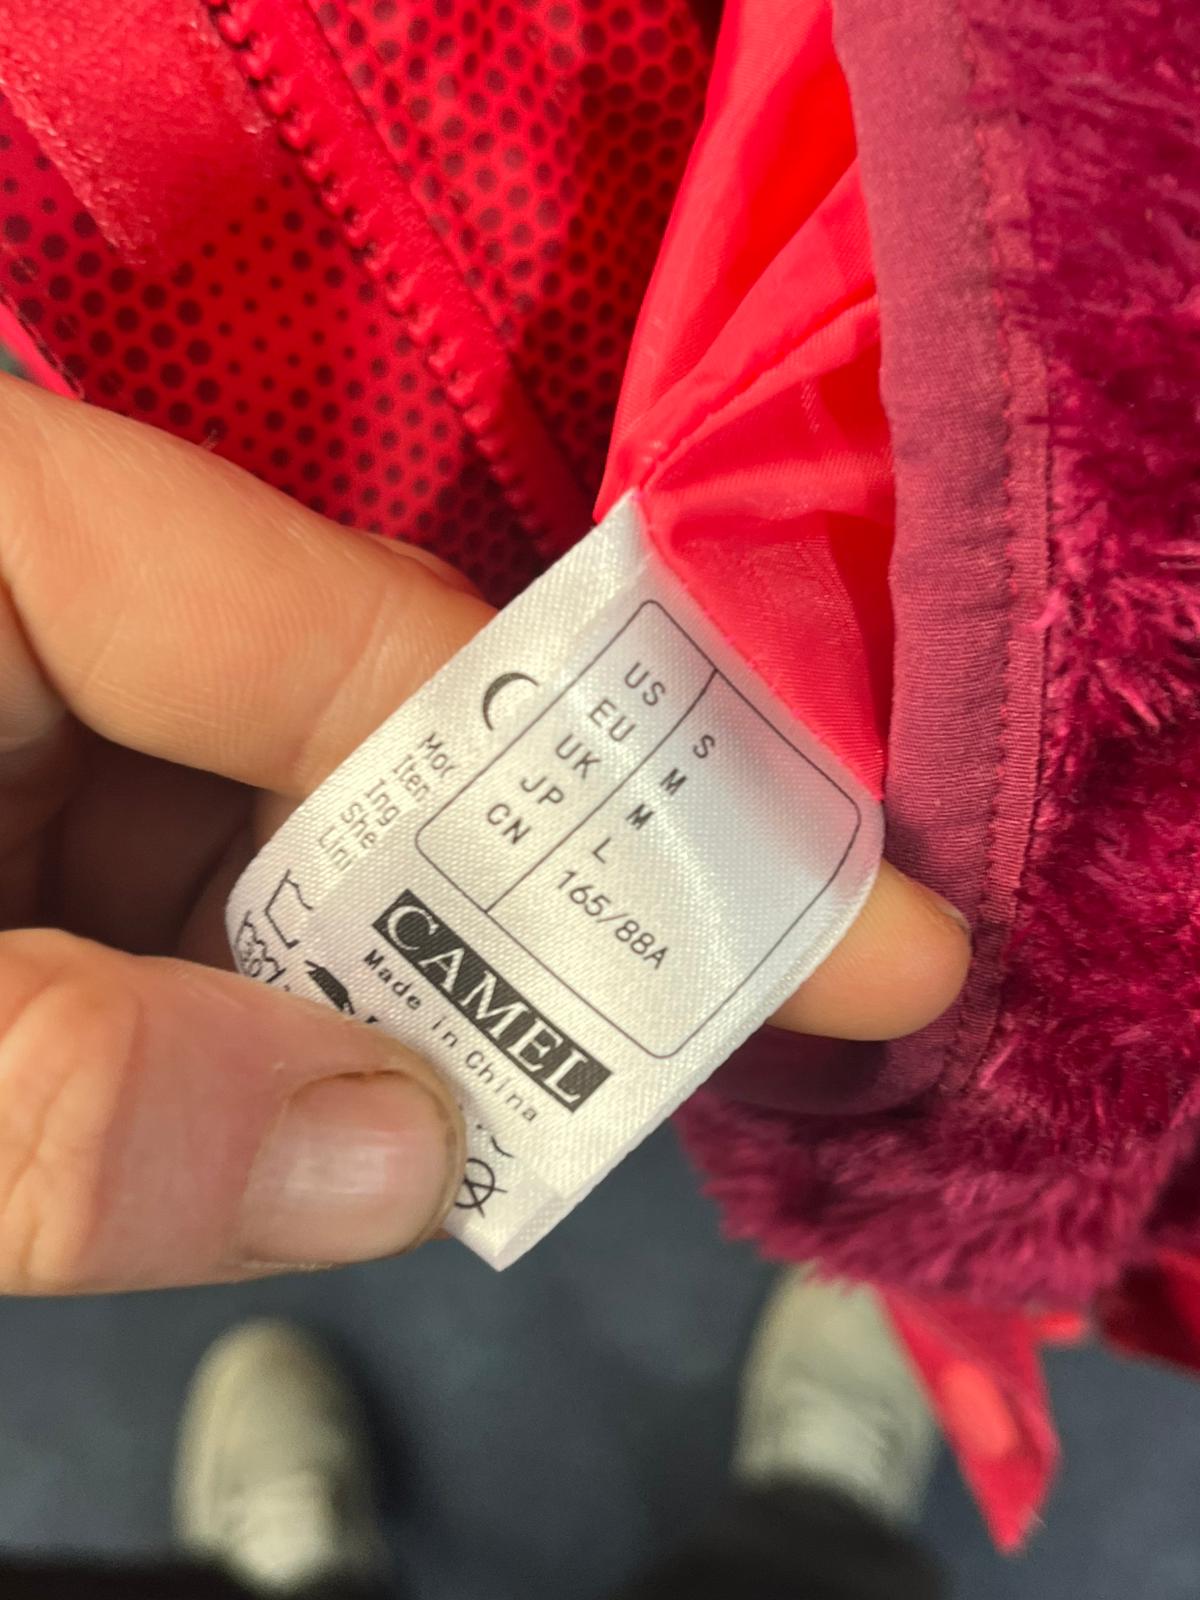 US S
EU M
UK M
JP L
CN 165/88A
CAMEL
Made in China